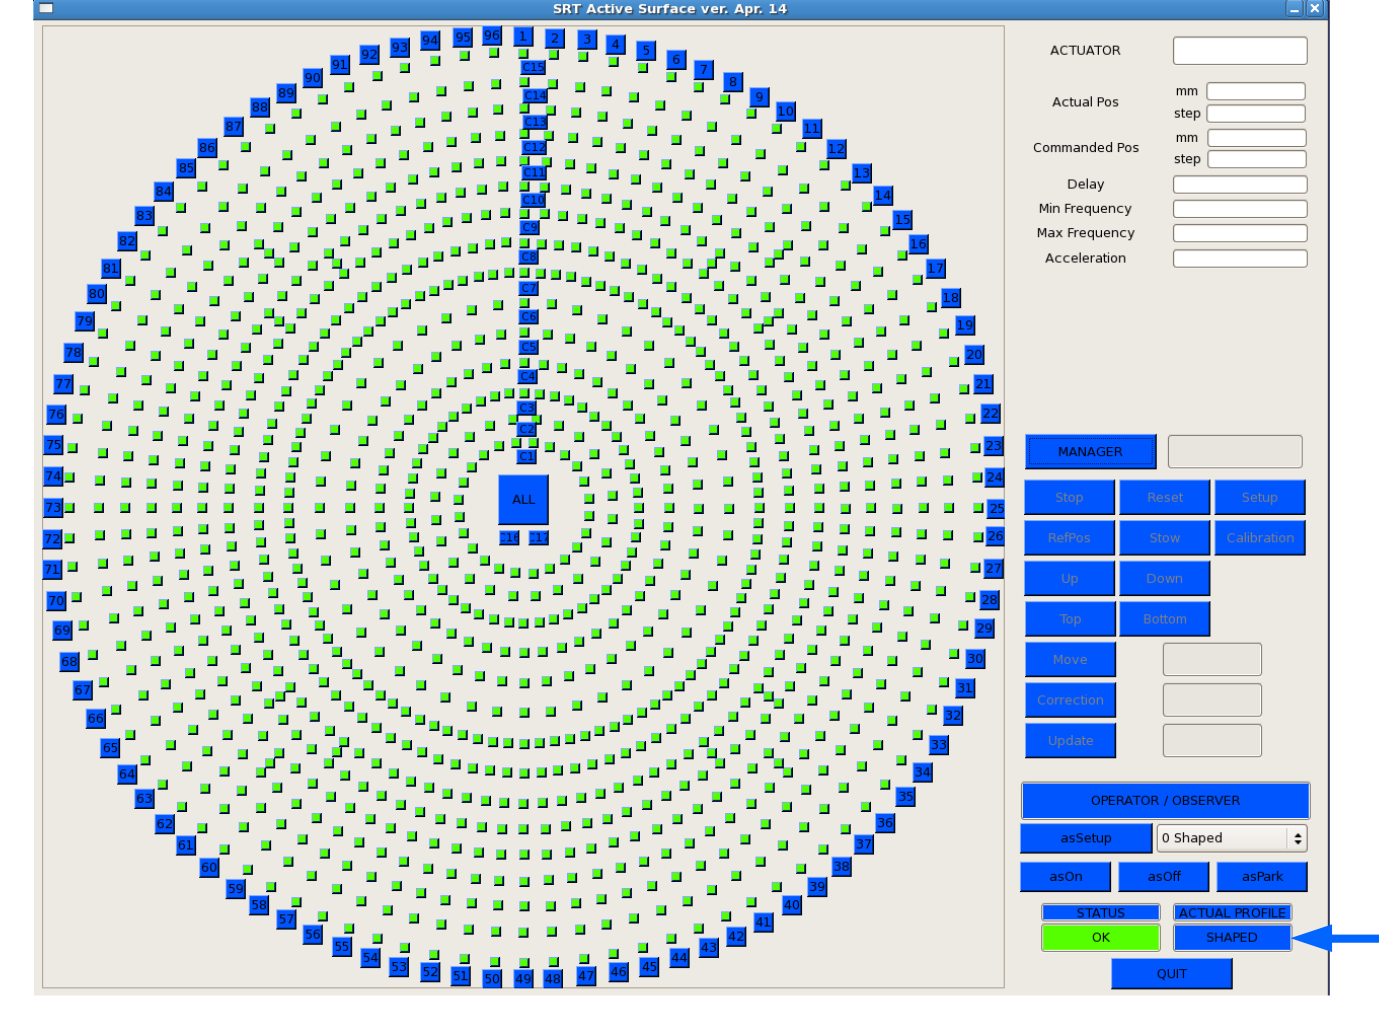 SRT Active Surface ver. Apr. 14
95 96 1 2 3
92 93 94 4 5
91 6 7
90 8
89 9
88 10
87 11
86 12
85 13
84 14
83 15
82 16
81 17
80 18
79 19
78 20
77 21
76 22
75 23
74 24
73 25
72 26
71 27
70 28
69 29
68 30
67 31
66 32
65 33
64 34
63 35
62 36
61 37
60 38
59 39
58 40
57 41
56 42
55 43
54 44
53 52 51 50 49 48 47 46 45
C15
C14
C13
C12
C11
C10
C9
C8
C7
C6
C5
C4
C3
C2
C1
ALL
C16 C17
ACTUATOR
Actual Pos mm
step
Commanded Pos mm
step
Delay
Min Frequency
Max Frequency
Acceleration
MANAGER
Stop Reset Setup
RefPos Stow Calibration
Up Down
Top Bottom
Move
Correction
Update
OPERATOR / OBSERVER
asSetup 0 Shaped
asOn asOff asPark
STATUS ACTUAL PROFILE
OK SHAPED
QUIT